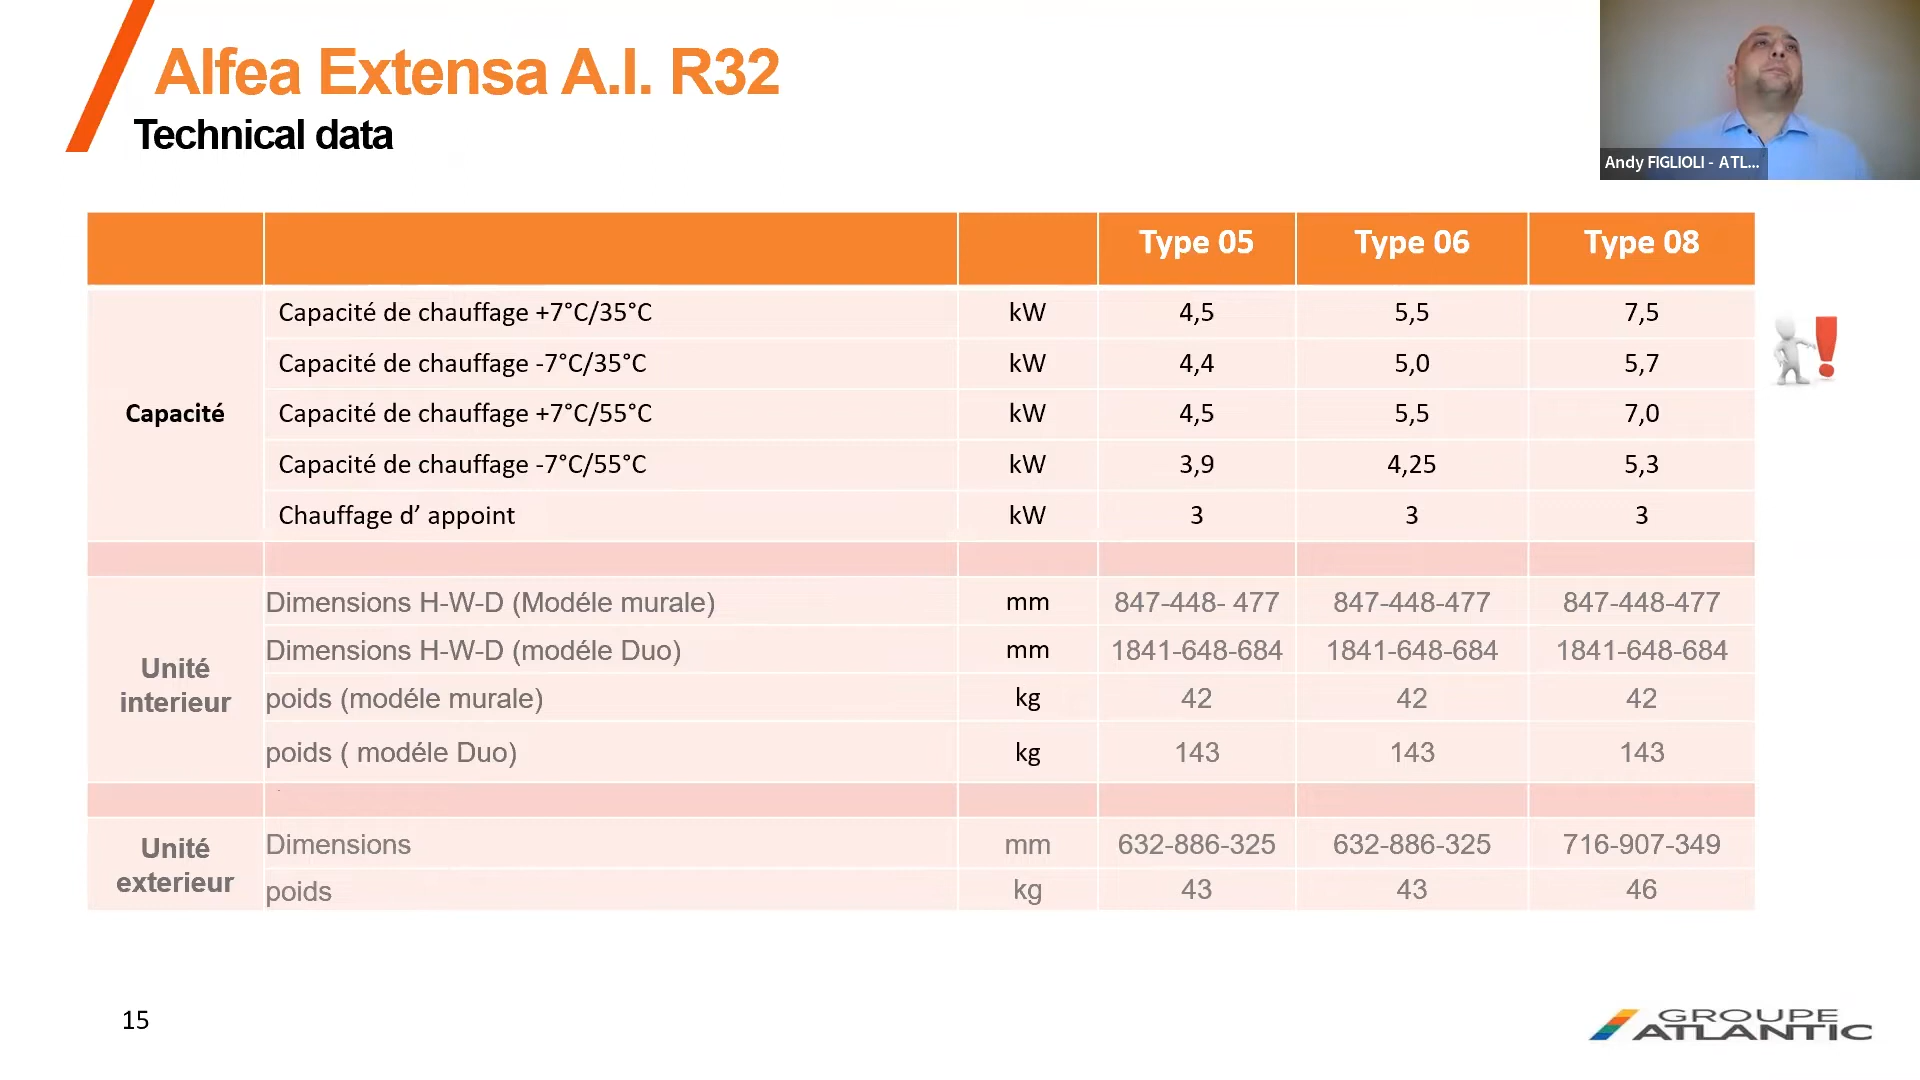 Alfea Extensa A.I. R32
Technical data
Andy FIGLIOLI - ATL...
Type 05 Type 06 Type 08
Capacité
Capacité de chauffage +7°C/35°C kW 4,5 5,5 7,5
Capacité de chauffage -7°C/35°C kW 4,4 5,0 5,7
Capacité de chauffage +7°C/55°C kW 4,5 5,5 7,0
Capacité de chauffage -7°C/55°C kW 3,9 4,25 5,3
Chauffage d’ appoint kW 3 3 3
Unité
interieur
Dimensions H-W-D (Modéle murale) mm 847-448- 477 847-448-477 847-448-477
Dimensions H-W-D (modéle Duo) mm 1841-648-684 1841-648-684 1841-648-684
poids (modéle murale) kg 42 42 42
poids ( modéle Duo) kg 143 143 143
Unité
exterieur
Dimensions mm 632-886-325 632-886-325 716-907-349
poids kg 43 43 46
15
GROUPE
ATLANTIC